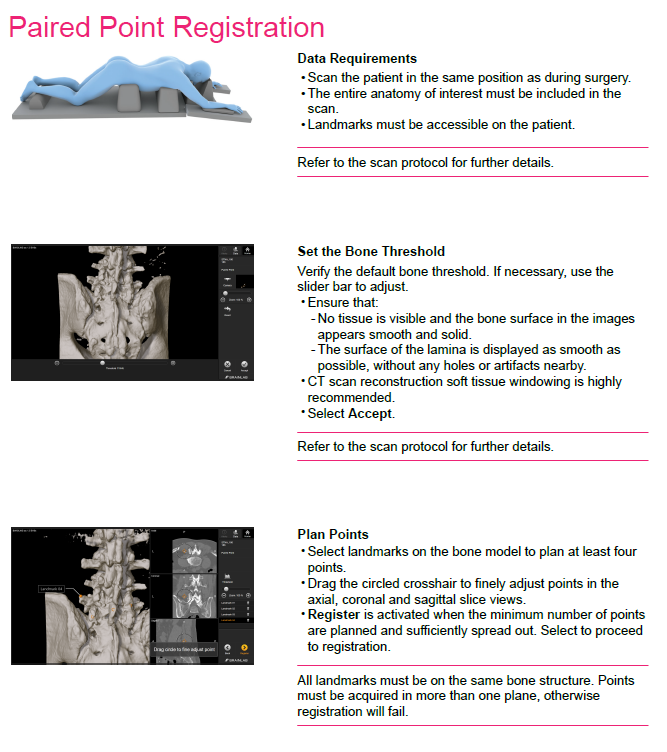 Paired Point Registration
Data Requirements
• Scan the patient in the same position as during surgery.
• The entire anatomy of interest must be included in the
scan.
• Landmarks must be accessible on the patient.
Refer to the scan protocol for further details.
Set the Bone Threshold
Verify the default bone threshold. If necessary, use the
slider bar to adjust.
• Ensure that:
- No tissue is visible and the bone surface in the images
appears smooth and solid.
- The surface of the lamina is displayed as smooth as
possible, without any holes or artifacts nearby.
• CT scan reconstruction soft tissue windowing is highly
recommended.
• Select Accept.
BRAINLAB
Refer to the scan protocol for further details.
Plan Points
• Select landmarks on the bone model to plan at least four
points.
• Drag the circled crosshair to finely adjust points in the
axial, coronal and sagittal slice views.
• Register is activated when the minimum number of points
are planned and sufficiently spread out. Select to proceed
to registration.
Drag circle to fine adjust point
BRAINLAB
All landmarks must be on the same bone structure. Points
must be acquired in more than one plane, otherwise
registration will fail.